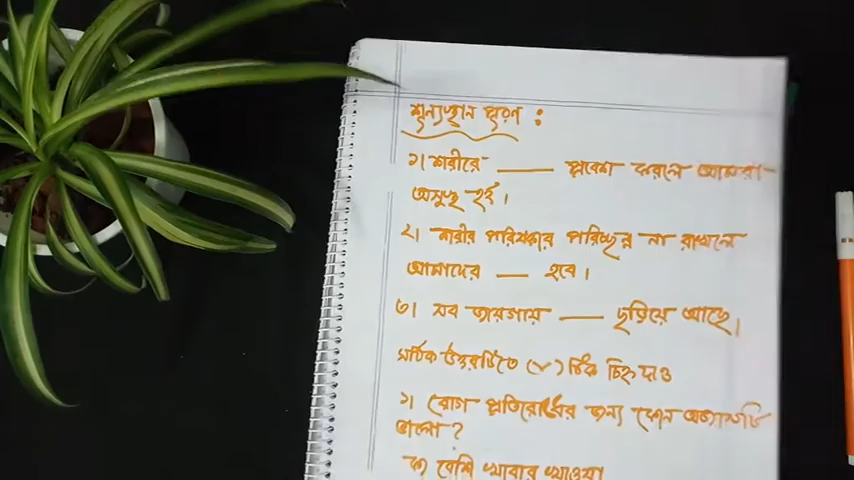 শূন্যস্থান পূরণ :
১। শরীরে ____ প্রবেশ করলে আমরা
অসুস্থ হই।
২। শরীর পরিষ্কার পরিচ্ছন্ন না রাখলে
আমাদের ___ হবে।
৩। সব জায়গায় ____ ছড়িয়ে আছে।
সঠিক উত্তরটিতে (✓) টিক চিহ্ন দাও
১। রোগ প্রতিরোধের জন্য কোন অভ্যাসটি
ভালো?
ক) বেশি খাবার খাওয়া